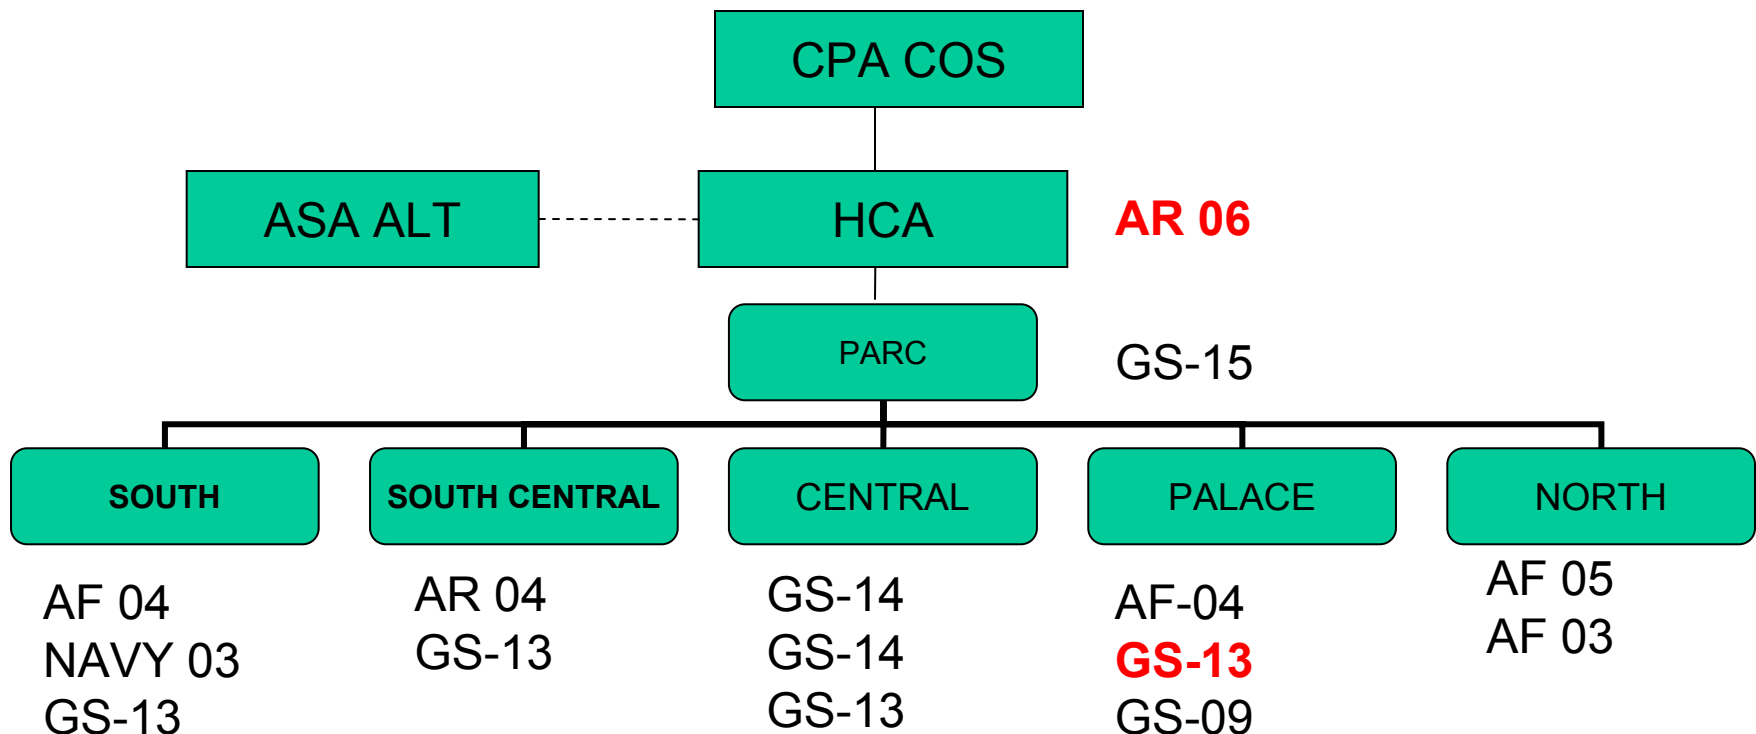 CPA COS
ASA ALT
HCA
AR 06
PARC
GS-15
SOUTH
SOUTH CENTRAL
CENTRAL
PALACE
NORTH
AF 04
NAVY 03
GS-13
AR 04
GS-13
GS-14
GS-14
GS-13
AF-04
GS-13
GS-09
AF 05
AF 03